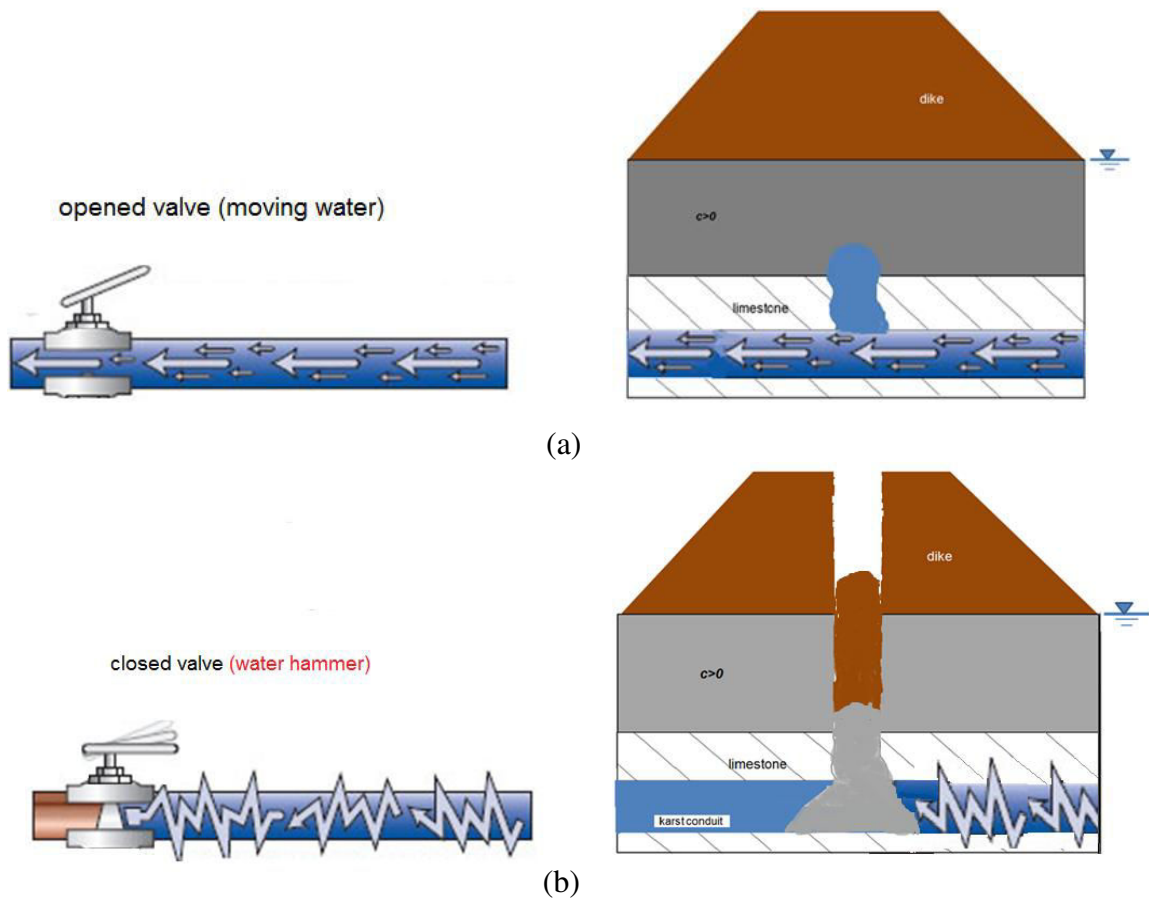 dike
opened valve (moving water)
c>0
limestone
(a)
dike
closed valve (water hammer)
c>0
limestone
karst conduit
(b)